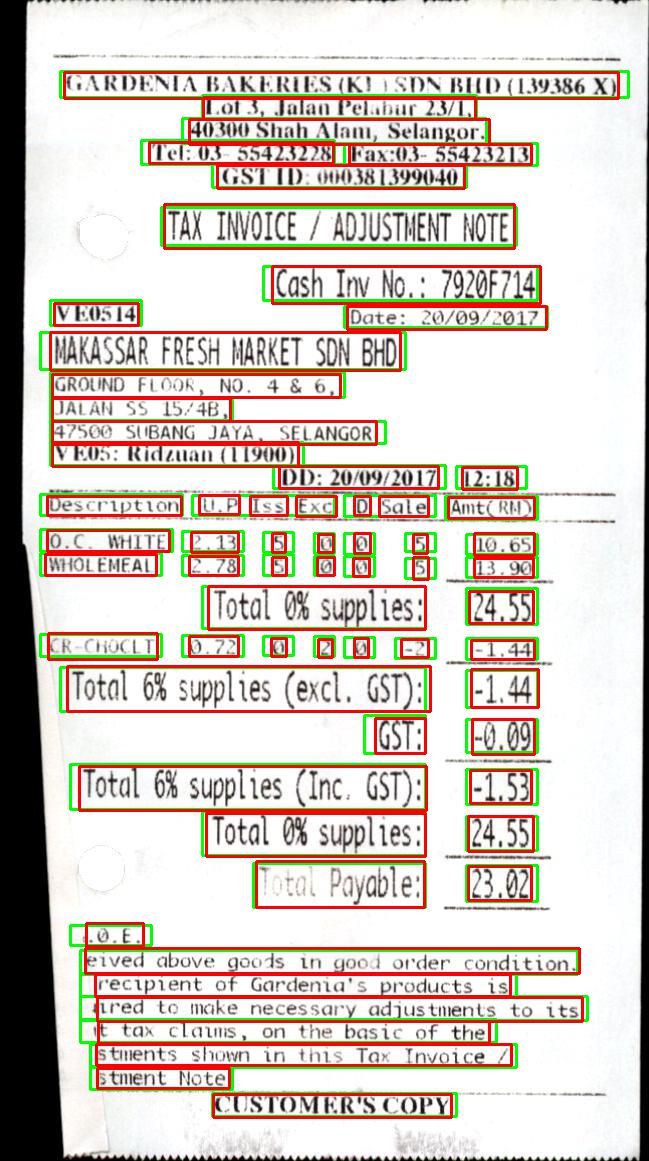 GARDENIA BAKERIES (KL) SDN BHD (139386 X)
Lot 3, Jalan Pelabur 23/1,
40300 Shah Alam, Selangor.
Tel: 03- 55423228 Fax:03- 55423213
GST ID: 000381399040
TAX INVOICE / ADJUSTMENT NOTE
Cash Inv No.: 7920F714
VE0514
Date: 20/09/2017
MAKASSAR FRESH MARKET SDN BHD
GROUND FLOOR, NO. 4 & 6,
JALAN SS 15/4B,
47500 SUBANG JAYA, SELANGOR
VE05: Ridzuan (11900)
DD: 20/09/2017 12:18
Description U.P Iss Exc D Sale Amt(RM)
O.C. WHITE 2.13 5 0 0 5 10.65
WHOLEMEAL 2.78 5 0 0 5 13.90
Total 0% supplies: 24.55
CR-CHOCLT 0.72 0 2 0 -2 -1.44
Total 6% supplies (excl. GST): -1.44
GST: -0.09
Total 6% supplies (Inc. GST): -1.53
Total 0% supplies: 24.55
Total Payable: 23.02
.O.E.
eived above goods in good order condition.
recipient of Gardenia's products is
ired to make necessary adjustments to its
t tax claims, on the basic of the
stments shown in this Tax Invoice /
stment Note
CUSTOMER'S COPY